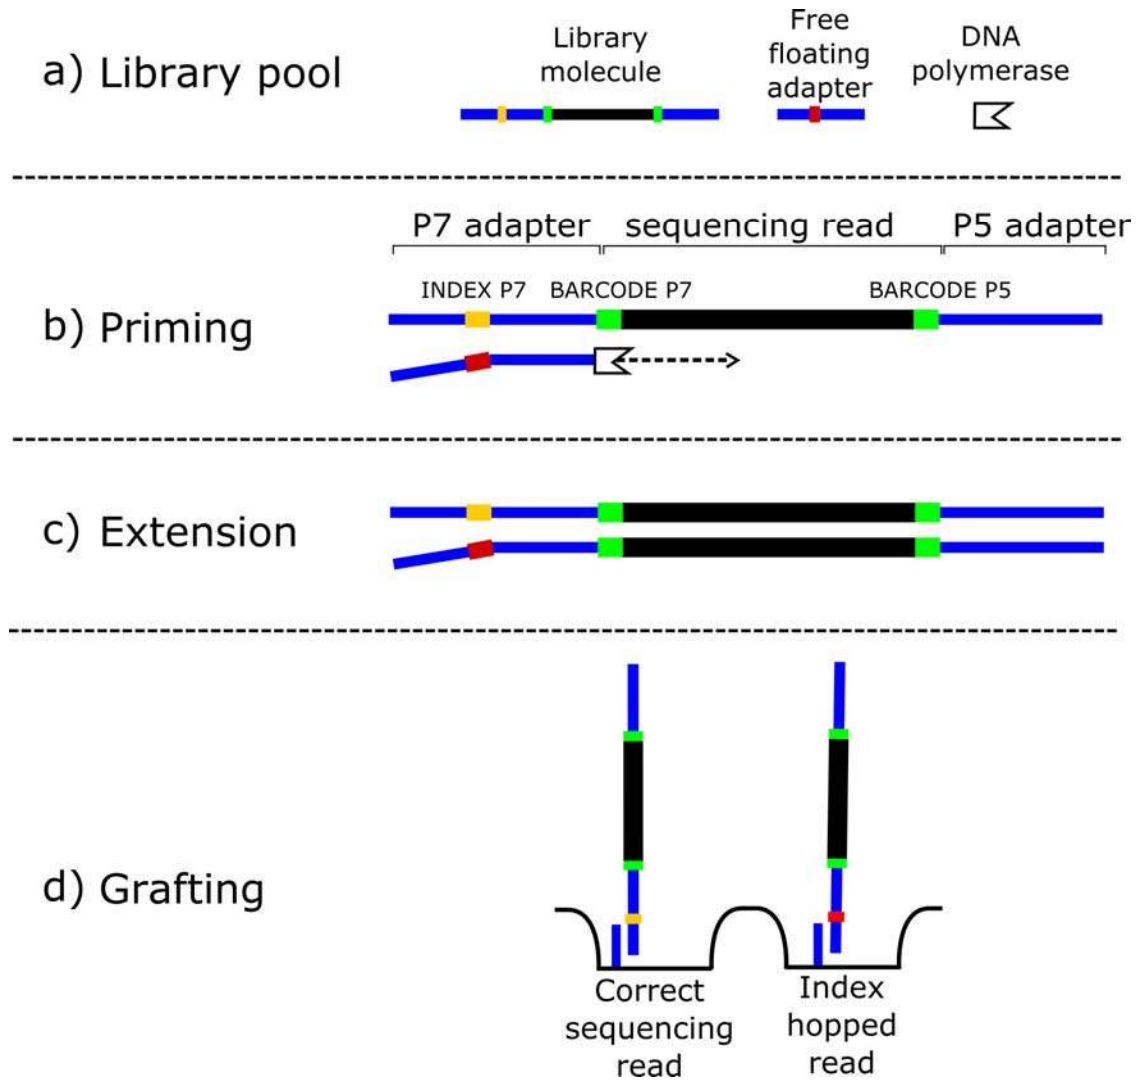 a) Library pool
Library
molecule
Free
floating
adapter
DNA
polymerase
P7 adapter
sequencing read
P5 adapter
INDEX P7
BARCODE P7
BARCODE P5
b) Priming
c) Extension
d) Grafting
Correct
sequencing
read
Index
hopped
read